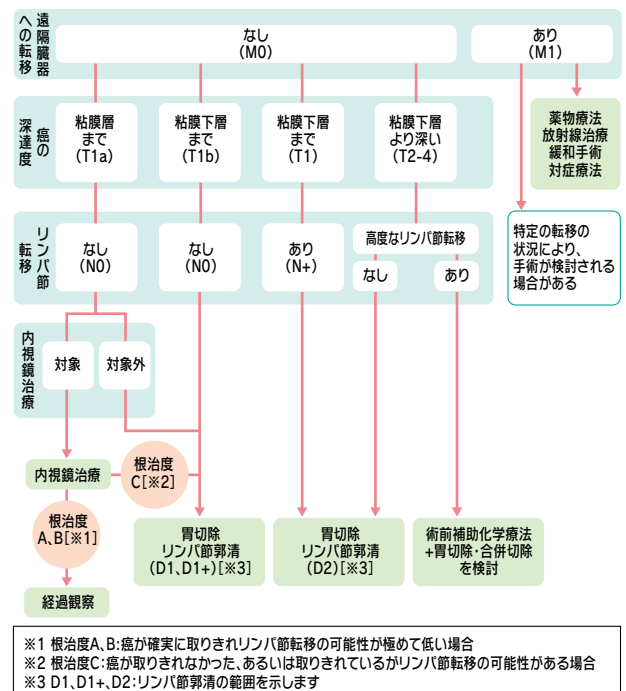 遠隔臓器
への転移
なし
(M0)
あり
(M1)
癌の
深達度
粘膜層
まで
(T1a)
粘膜下層
まで
(T1b)
粘膜下層
まで
(T1)
粘膜下層
より深い
(T2-4)
薬物療法
放射線治療
緩和手術
対症療法
リンパ節
転移
なし
(N0)
なし
(N0)
あり
(N+)
高度なリンパ節転移
なし
あり
特定の転移の
状況により、
手術が検討される
場合がある
内視鏡治療
対象
対象外
内視鏡治療
根治度
C[※2]
根治度
A、B[※1]
経過観察
胃切除
リンパ節郭清
(D1、D1+)[※3]
胃切除
リンパ節郭清
(D2)[※3]
術前補助化学療法
+胃切除・合併切除
を検討
※1 根治度A、B:癌が確実に取りきれリンパ節転移の可能性が極めて低い場合
※2 根治度C:癌が取りきれなかった、あるいは取りきれているがリンパ節転移の可能性がある場合
※3 D1、D1+、D2:リンパ節郭清の範囲を示します